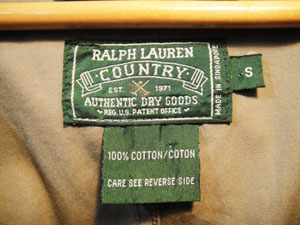 RALPH LAUREN
COUNTRY
EST. 1971
AUTHENTIC DRY GOODS
~ REG. U.S. PATENT OFFICE ~
MADE IN SINGAPORE
S
100% COTTON/COTON
CARE SEE REVERSE SIDE